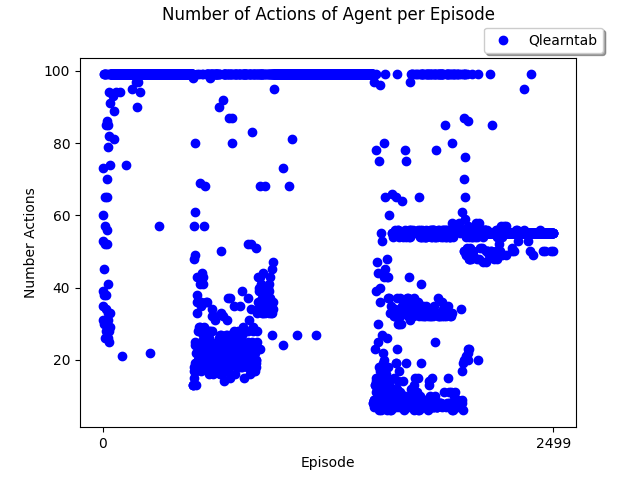 Number of Actions of Agent per Episode
Qlearntab
100
80
60
40
20
Number Actions
0
2499
Episode